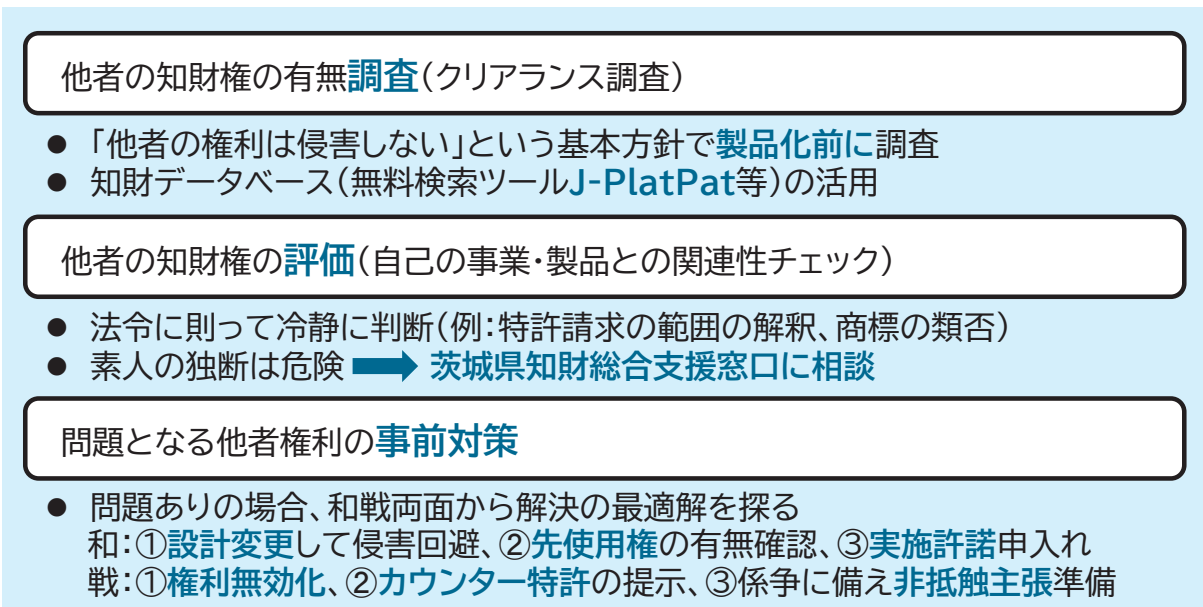 他者の知財権の有無調査(クリアランス調査)
● 「他者の権利は侵害しない」という基本方針で製品化前に調査
● 知財データベース(無料検索ツールJ-PlatPat等)の活用
他者の知財権の評価(自己の事業・製品との関連性チェック)
● 法令に則って冷静に判断(例：特許請求の範囲の解釈、商標の類否)
● 素人の独断は危険 ➡ 茨城県知財総合支援窓口に相談
問題となる他者権利の事前対策
● 問題ありの場合、和戦両面から解決の最適解を探る
和：①設計変更して侵害回避、②先使用権の有無確認、③実施許諾申入れ
戦：①権利無効化、②カウンター特許の提示、③係争に備え非抵触主張準備